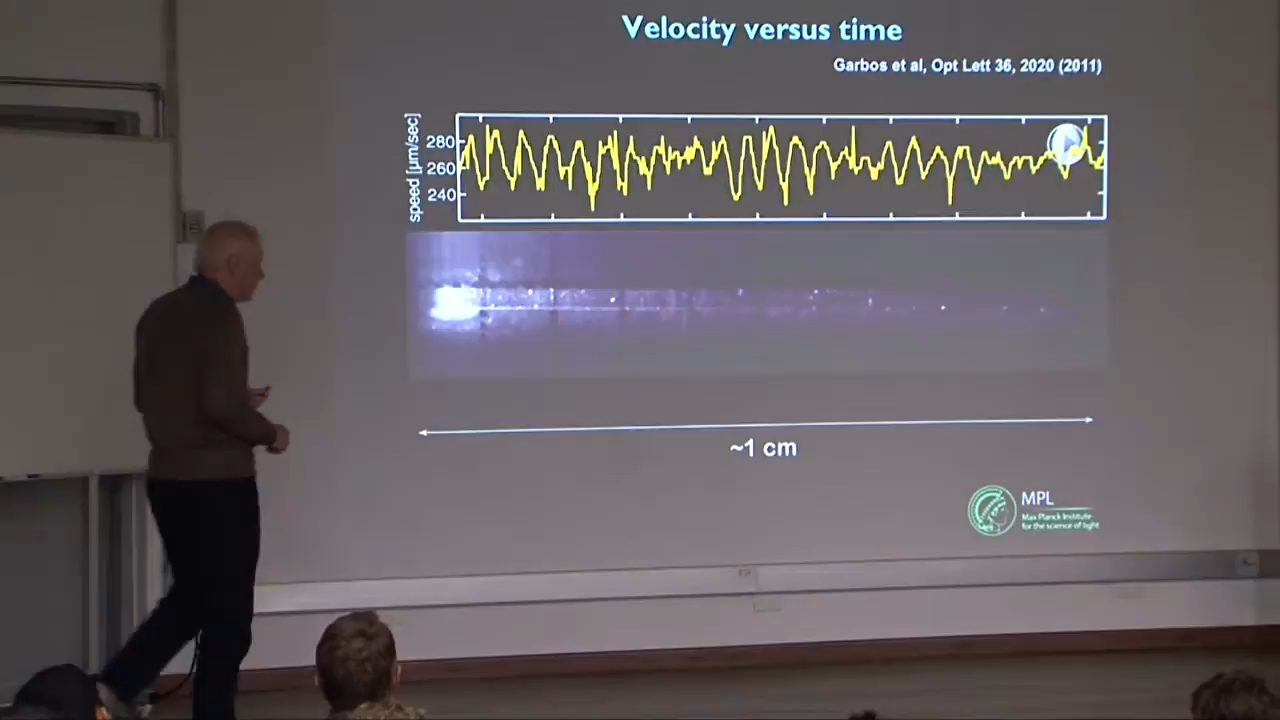 Velocity versus time
Garbos et al, Opt Lett 36, 2020 (2011)
speed [µm/sec]
280
260
240
~1 cm
MPL
Max Planck Institute
for the science of light